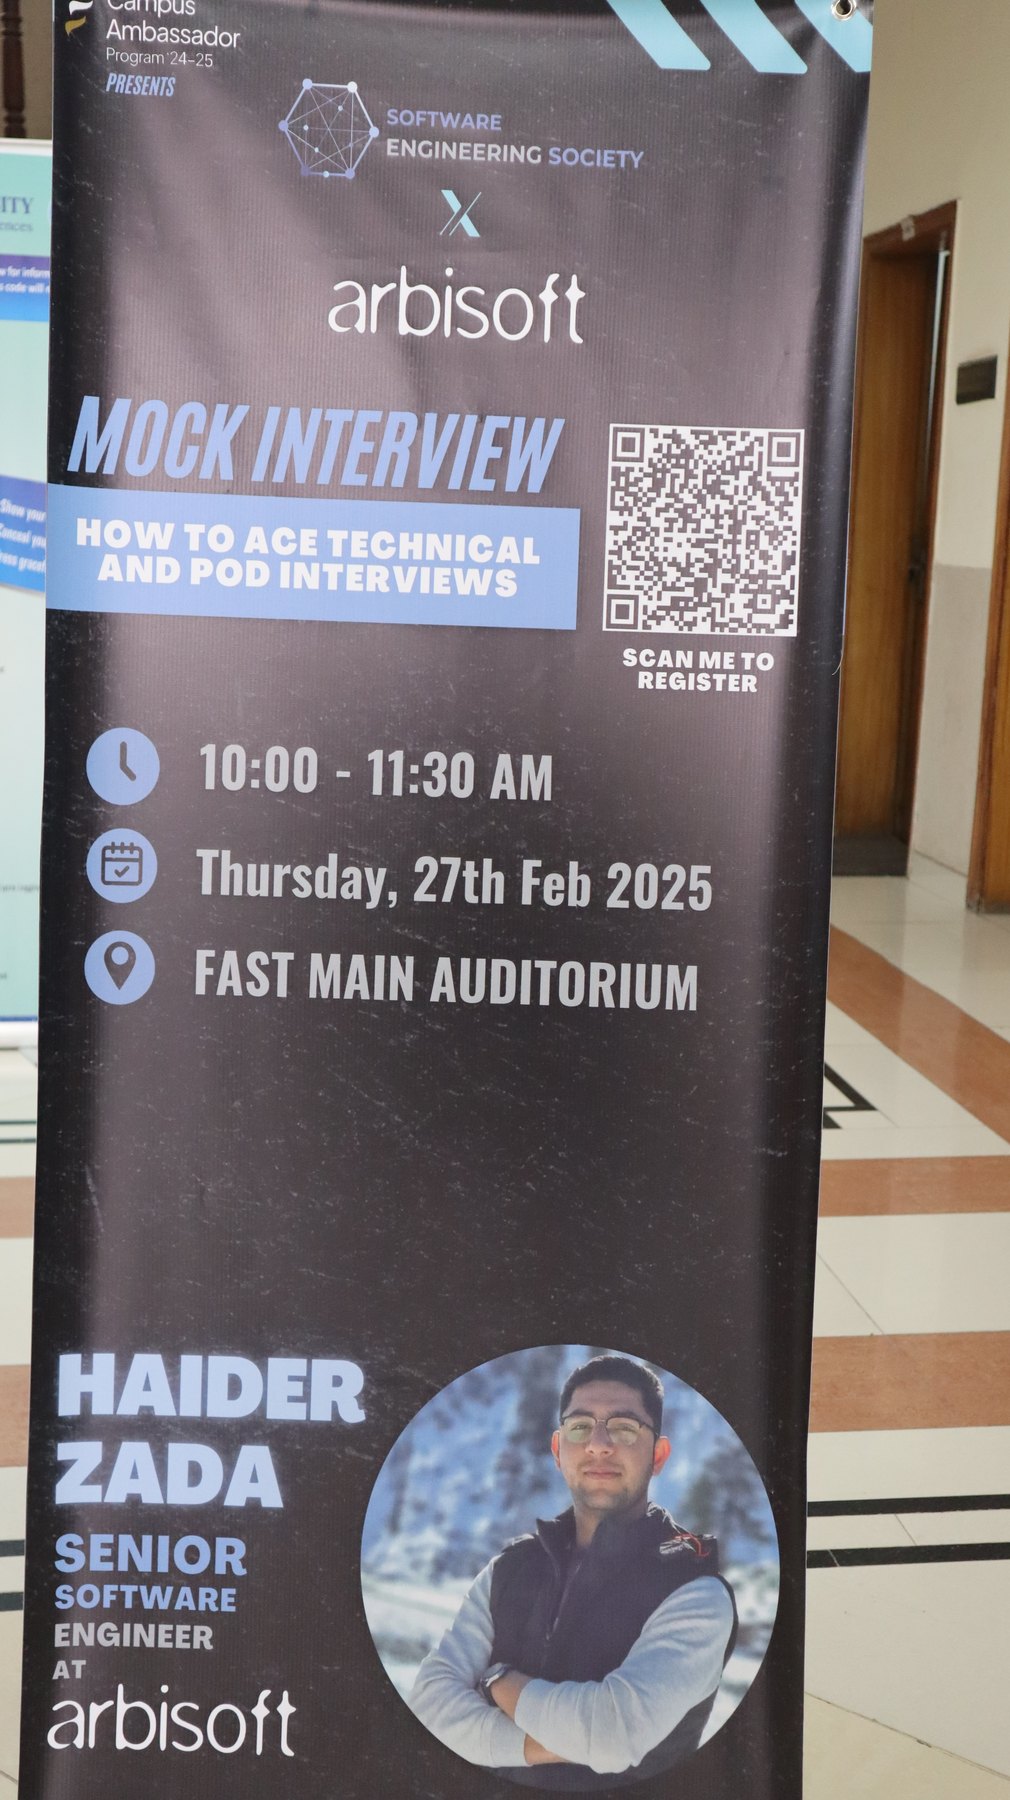 Campus
Ambassador
Program '24-25
PRESENTS
SOFTWARE
ENGINEERING SOCIETY
X
arbisoft
MOCK INTERVIEW
HOW TO ACE TECHNICAL
AND POD INTERVIEWS
SCAN ME TO
REGISTER
10:00 - 11:30 AM
Thursday, 27th Feb 2025
FAST MAIN AUDITORIUM
HAIDER
ZADA
SENIOR
SOFTWARE
ENGINEER
AT
arbisoft